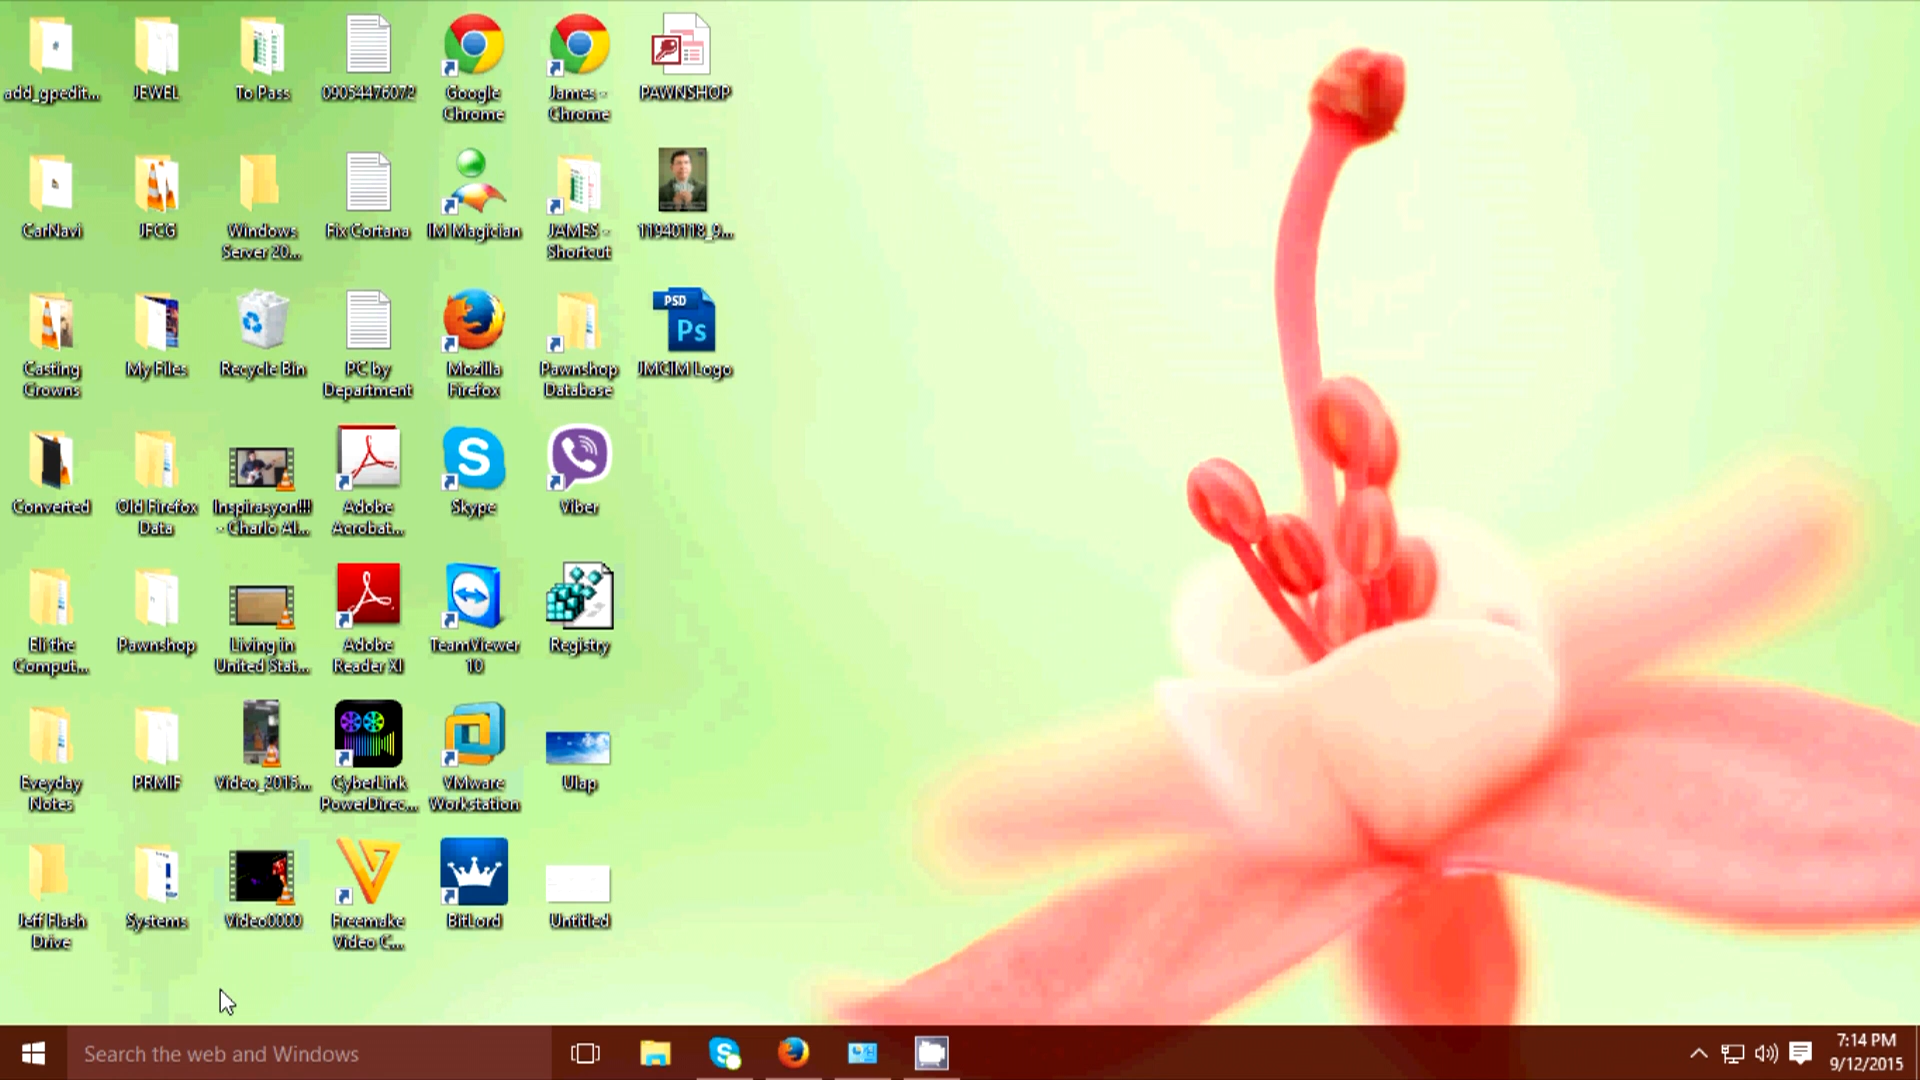 add_gpedit...
JEWEL
To Pass
09054476072
Google
Chrome
James -
Chrome
PAWNSHOP
CarNavi
JFCG
Windows
Server 20...
Fix Cortana
IM Magician
JAMES -
Shortcut
11940118_9...
Casting
Crowns
My Files
Recycle Bin
PC by
Department
Mozilla
Firefox
Pawnshop
Database
PSD
Ps
JMCIM Logo
Converted
Old Firefox
Data
Inspirasyon!!!
- Charlo Al...
Adobe
Acrobat...
S
Skype
Viber
Eli the
Comput...
Pawnshop
Living in
United Stat...
Adobe
Reader XI
TeamViewer
10
Registry
Eveyday
Notes
PRMIF
Video_2015...
CyberLink
PowerDirec...
VMware
Workstation
Ulap
Jeff Flash
Drive
Systems
Video0000
Freemake
Video C...
BitLord
Untitled
Search the web and Windows
S
7:14 PM
9/12/2015